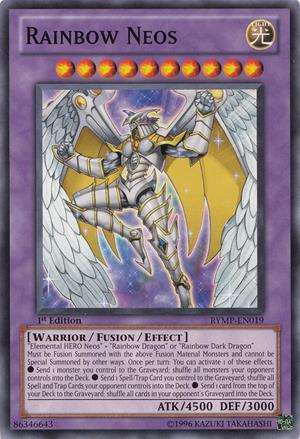 RAINBOW NEOS
LIGHT
光
1st Edition
RYMP-EN019
[ WARRIOR / FUSION / EFFECT ]
"Elemental HERO Neos" + "Rainbow Dragon" or "Rainbow Dark Dragon"
Must be Fusion Summoned with the above Fusion Material Monsters and cannot be
Special Summoned by other ways. Once per turn: You can activate 1 of these effects.
● Send 1 monster you control to the Graveyard; shuffle all monsters your opponent
controls into the Deck. ● Send 1 Spell/Trap Card you control to the Graveyard; shuffle all
Spell and Trap Cards your opponent controls into the Deck. ● Send 1 card from the top of
your Deck to the Graveyard; shuffle all cards in your opponent's Graveyard into the Deck.
ATK/4500 DEF/3000
86346643
©1996 KAZUKI TAKAHASHI